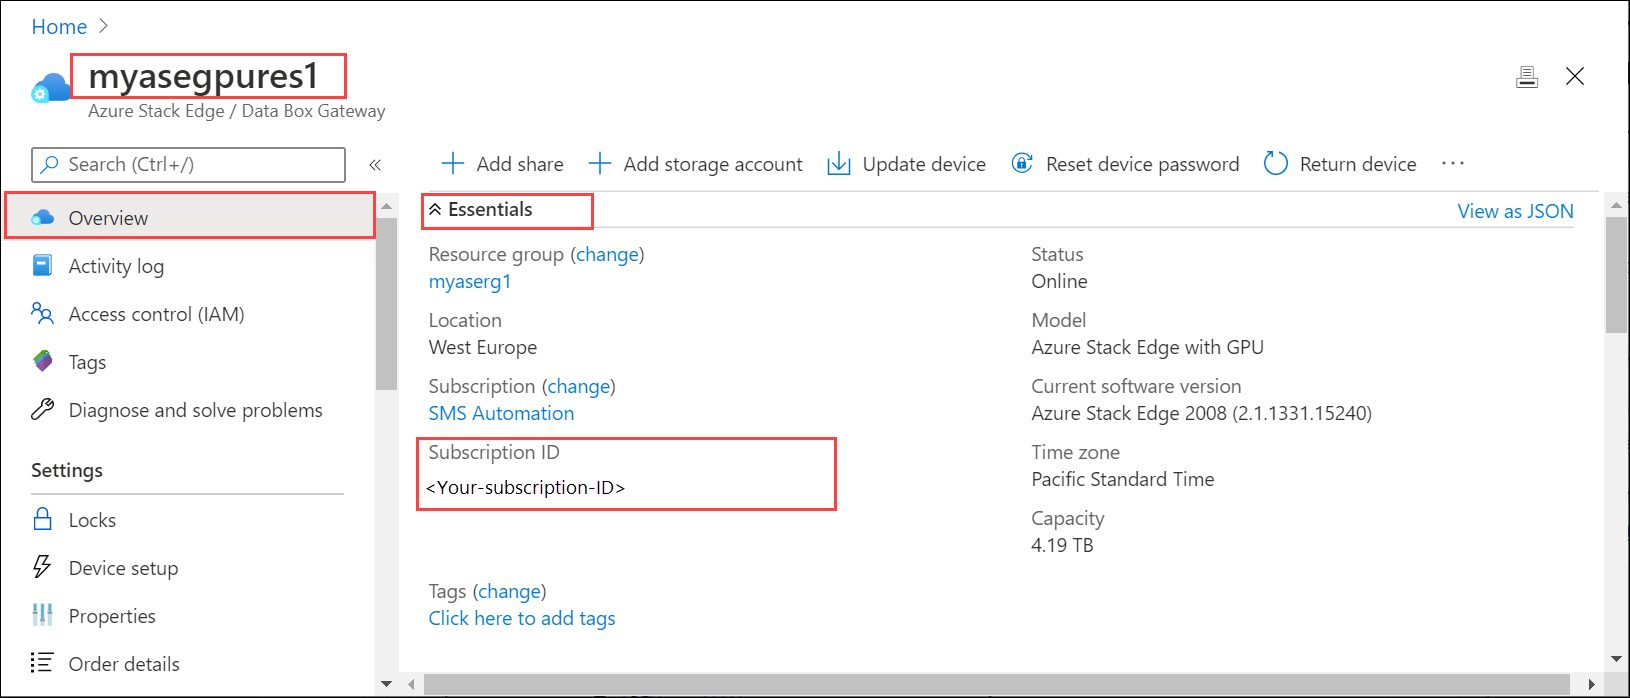 Home
myasegpures1
Azure Stack Edge / Data Box Gateway
Search (Ctrl+/)
Add share
Add storage account
Update device
Reset device password
Return device
Overview
Activity log
Access control (IAM)
Tags
Diagnose and solve problems
Settings
Locks
Device setup
Properties
Order details
Essentials
View as JSON
Resource group (change)
myaserg1
Location
West Europe
Subscription (change)
SMS Automation
Subscription ID
<Your-subscription-ID>
Tags (change)
Click here to add tags
Status
Online
Model
Azure Stack Edge with GPU
Current software version
Azure Stack Edge 2008 (2.1.1331.15240)
Time zone
Pacific Standard Time
Capacity
4.19 TB